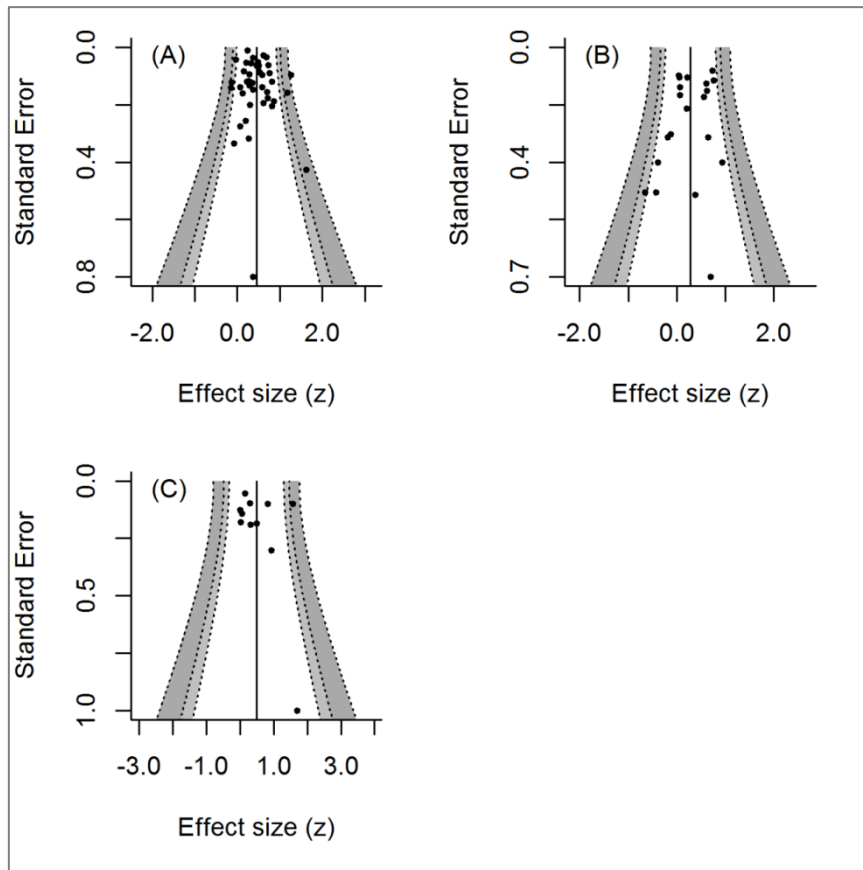 (A)
Standard Error
0.0
0.4
0.8
-2.0 0.0 2.0
Effect size (z)
(B)
Standard Error
0.0
0.4
0.7
-2.0 0.0 2.0
Effect size (z)
(C)
Standard Error
0.0
0.5
1.0
-3.0 -1.0 1.0 3.0
Effect size (z)